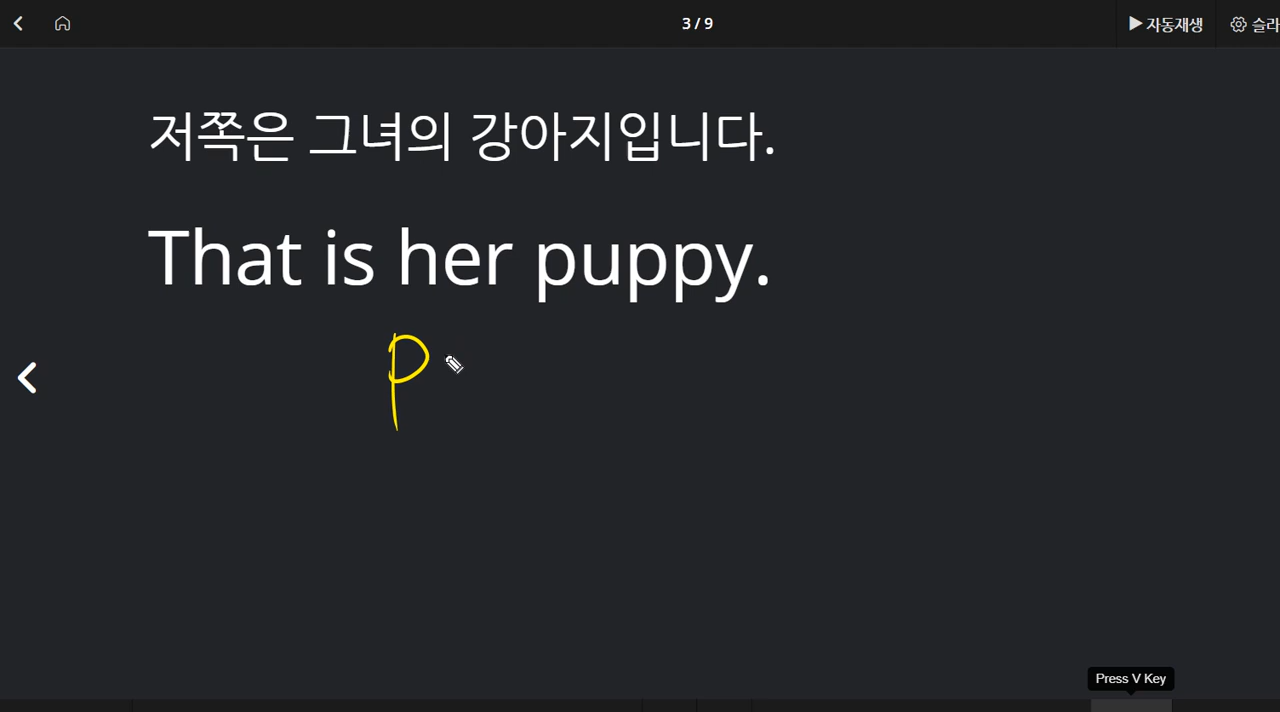 3 / 9
▶ 자동재생
슬라
저쪽은 그녀의 강아지입니다.
That is her puppy.
p
Press V Key